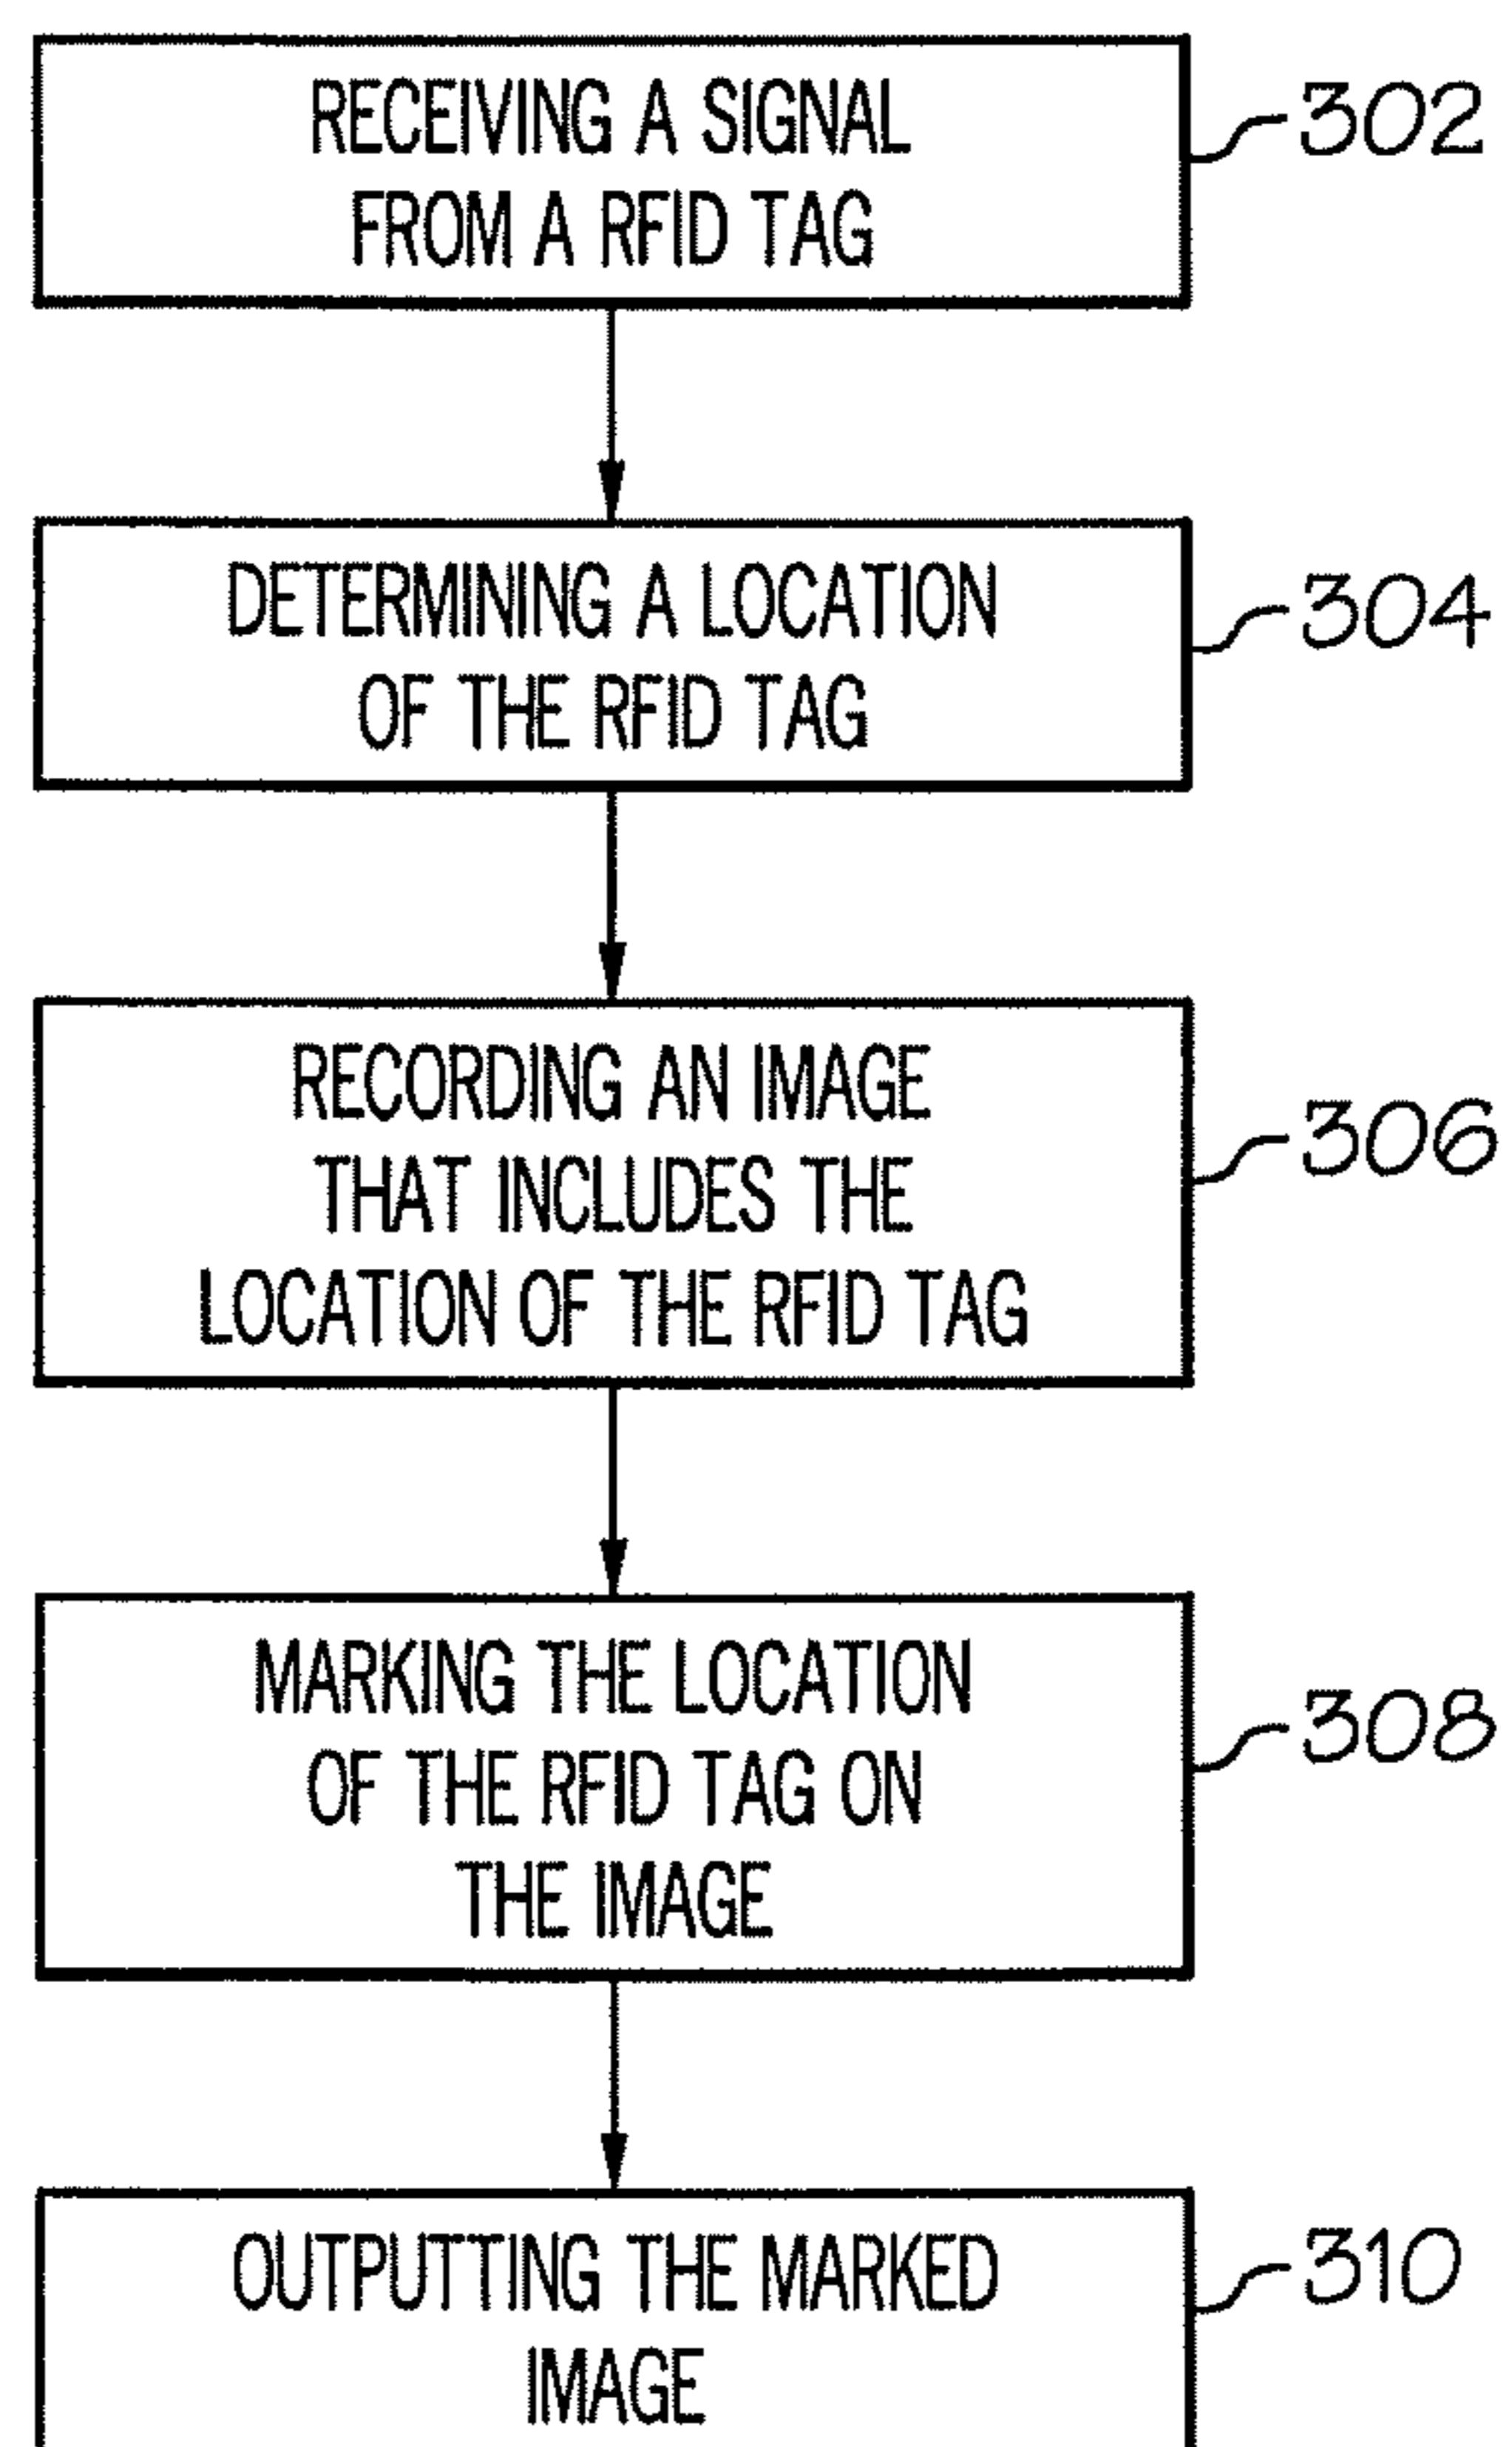 RECEIVING A SIGNAL
FROM A RFID TAG
302
DETERMINING A LOCATION
OF THE RFID TAG
304
RECORDING AN IMAGE
THAT INCLUDES THE
LOCATION OF THE RFID TAG
306
MARKING THE LOCATION
OF THE RFID TAG ON
THE IMAGE
308
OUTPUTTING THE MARKED
IMAGE
310